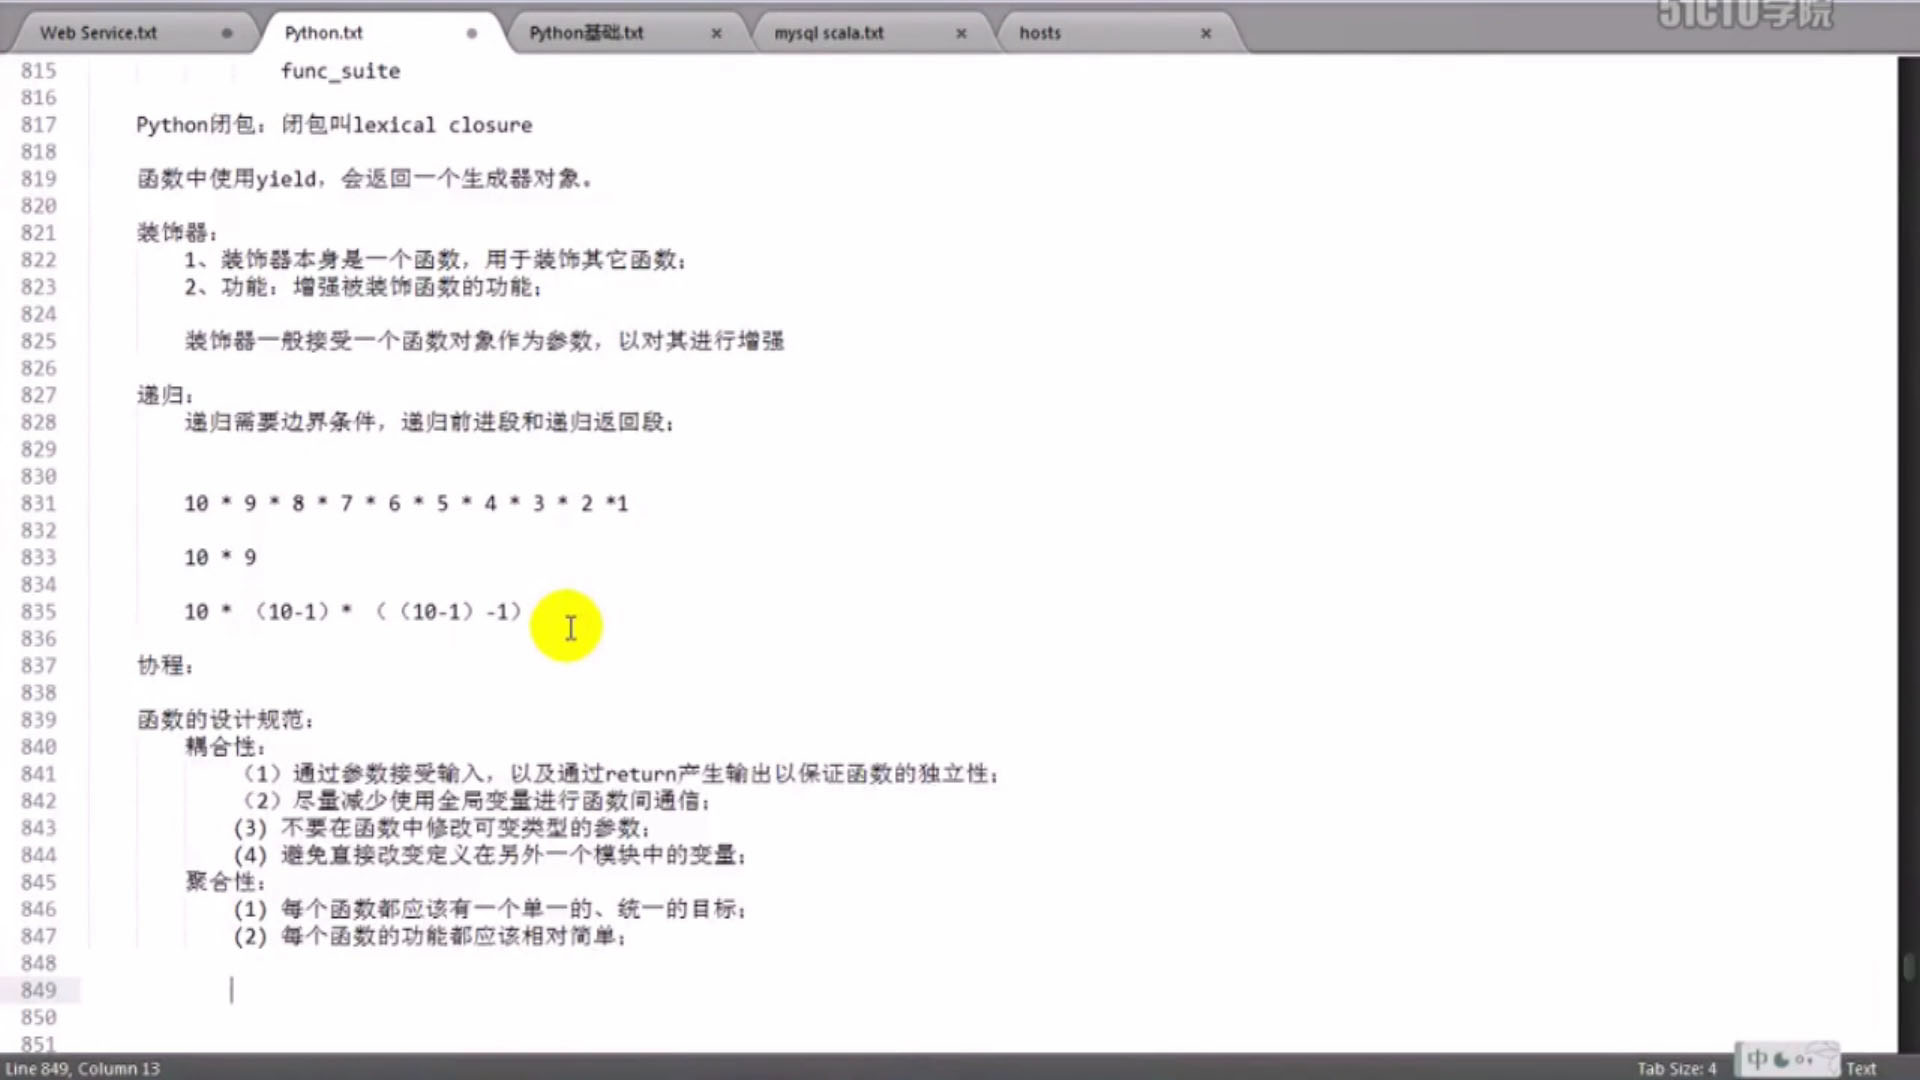 51CTO学院
Web Service.txt
Python.txt
Python基础.txt
mysql scala.txt
hosts
815 func_suite
816
817 Python闭包：闭包叫lexical closure
818
819 函数中使用yield，会返回一个生成器对象。
820
821 装饰器：
822 1、装饰器本身是一个函数，用于装饰其它函数；
823 2、功能：增强被装饰函数的功能；
824
825 装饰器一般接受一个函数对象作为参数，以对其进行增强
826
827 递归：
828 递归需要边界条件，递归前进段和递归返回段；
829
830
831 10 * 9 * 8 * 7 * 6 * 5 * 4 * 3 * 2 *1
832
833 10 * 9
834
835 10 * （10-1）* （（10-1）-1）
836
837 协程：
838
839 函数的设计规范：
840 耦合性：
841 （1）通过参数接受输入，以及通过return产生输出以保证函数的独立性；
842 （2）尽量减少使用全局变量进行函数间通信；
843 (3) 不要在函数中修改可变类型的参数；
844 (4) 避免直接改变定义在另外一个模块中的变量；
845 聚合性：
846 (1) 每个函数都应该有一个单一的、统一的目标；
847 (2) 每个函数的功能都应该相对简单；
848
849
850
851
Line 849, Column 13
Tab Size: 4
中
Text